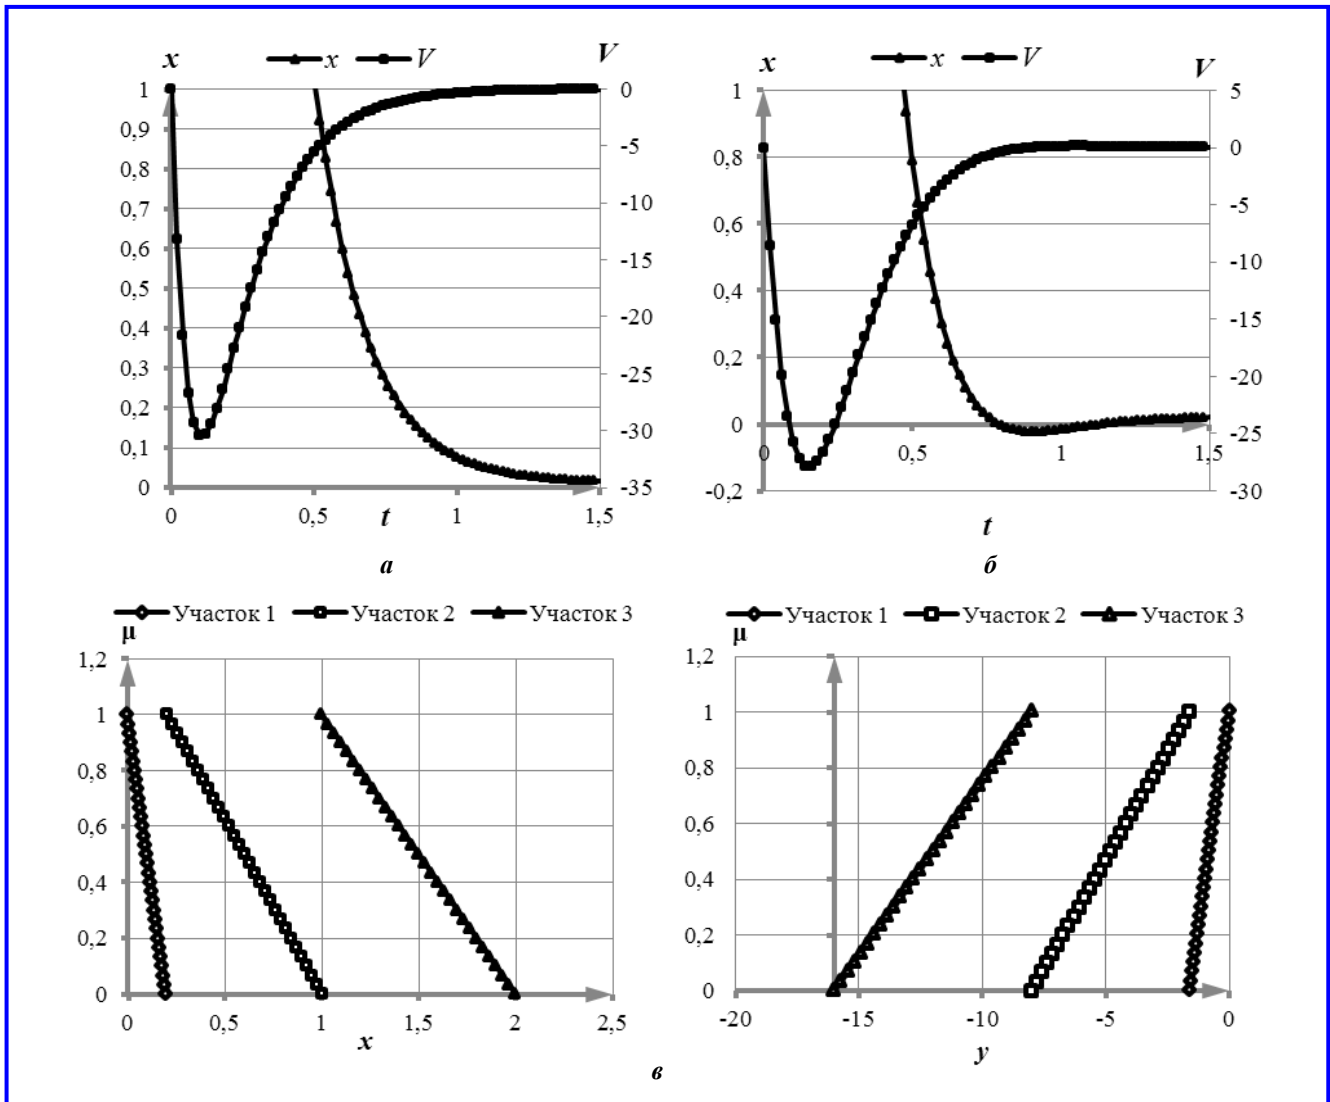 x V
x V
1 0
0,9
0,8 -5
0,7 -10
0,6 -15
0,5
0,4 -20
0,3 -25
0,2
0,1 -30
0 -35
0 0,5 1 1,5
t
а
x V
x V
1 5
0,8 0
-5
0,6
0,4 -10
-15
0,2 -20
0 -25
-0,2 -30
0 0,5 1 1,5
t
б
Участок 1 Участок 2 Участок 3
μ
1,2
1
0,8
0,6
0,4
0,2
0
0 0,5 1 1,5 2 2,5
x
Участок 1 Участок 2 Участок 3
μ
1,2
1
0,8
0,6
0,4
0,2
0
-20 -15 -10 -5 0
y
в